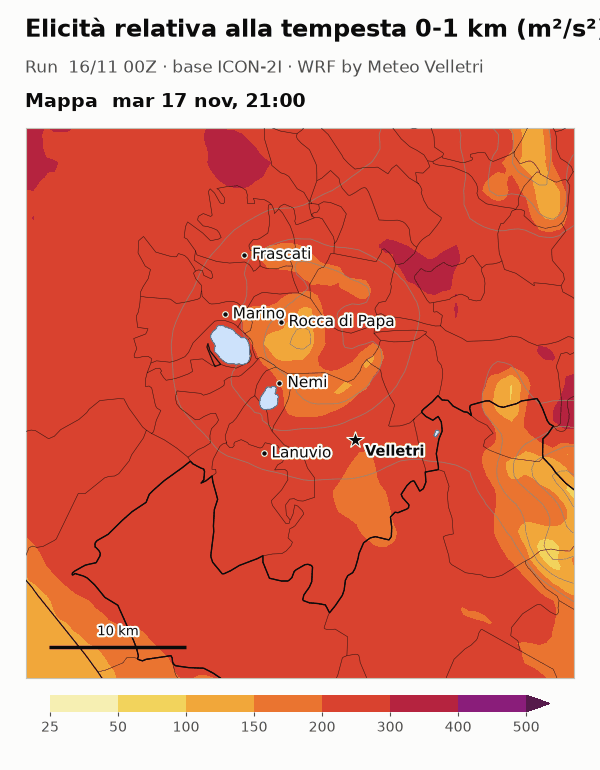 Elicità relativa alla tempesta 0-1 km (m²/s²)
Run  16/11 00Z · base ICON-2I · WRF by Meteo Velletri
Mappa  mar 17 nov, 21:00
Frascati
Marino
Rocca di Papa
Nemi
Velletri
Lanuvio
10 km
25 50 100 150 200 300 400 500